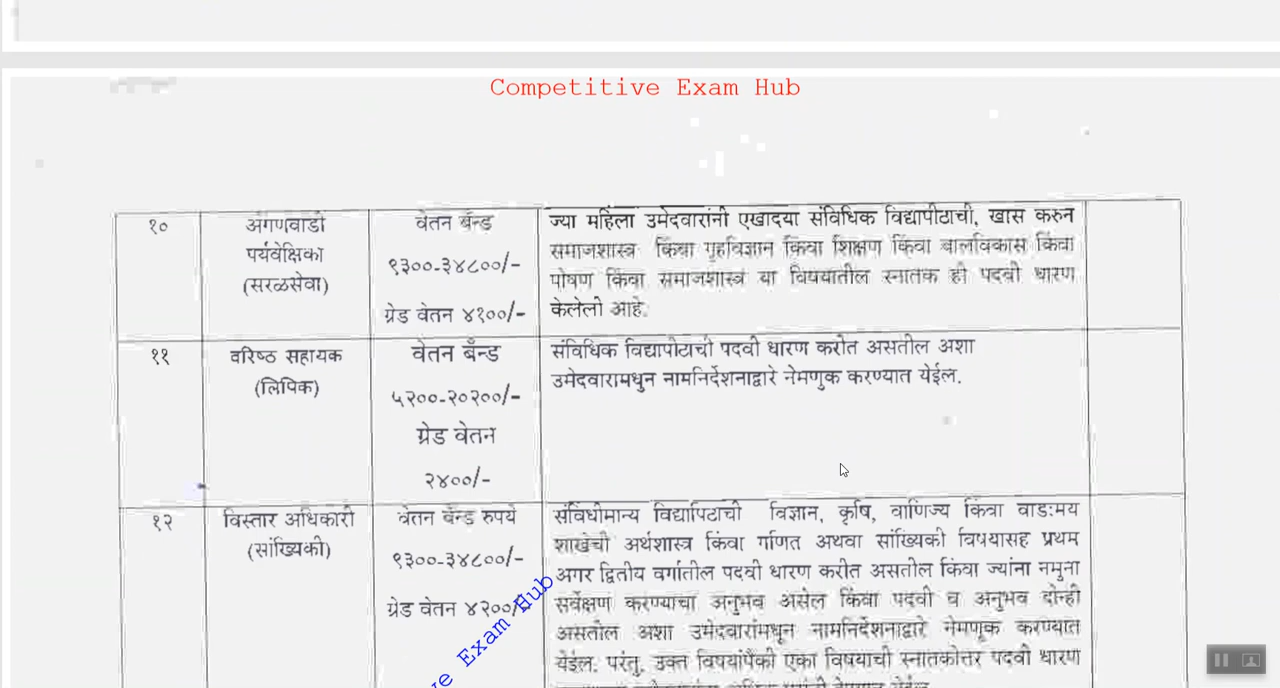 Competitive Exam Hub
१०
अंगणवाडी
पर्यवेक्षिका
(सरळसेवा)
वेतन बॅन्ड
९३००-३४८००/-
ग्रेड वेतन ४१००/-
ज्या महिला उमेदवारांनी एखादया संविधिक विद्यापीठाची, खास करुन
समाजशास्त्र किंवा गृहविज्ञान किंवा शिक्षण किंवा बालविकास किंवा
पोषण किंवा समाजशास्त्र या विषयातील स्नातक ही पदवी धारण
केलेली आहे.
११
वरिष्ठ सहायक
(लिपिक)
वेतन बॅन्ड
५२००-२०२००/-
ग्रेड वेतन
२४००/-
संविधिक विद्यापीठाची पदवी धारण करीत असतील अशा
उमेदवारामधुन नामनिर्देशनाद्वारे नेमणुक करण्यात येईल.
१२
विस्तार अधिकारी
(सांख्यिकी)
वेतन बॅन्ड रुपये
९३००-३४८००/-
ग्रेड वेतन ४२००/-
संविधीमान्य विद्यापिठाची विज्ञान, कृषि, वाणिज्य किंवा वाड:मय
शाखेची अर्थशास्त्र किंवा गणित अथवा सांख्यिकी विषयासह प्रथम
अगर द्वितीय वर्गातील पदवी धारण करीत असतील किंवा ज्यांना नमुना
सर्वेक्षण करण्याचा अनुभव असेल किंवा पदवी व अनुभव दोन्ही
असतील अशा उमेदवारांमधून नामनिर्देशनाद्वारे नेमणूक करण्यात
येईल. परंतु, उक्त विषयांपैकी एका विषयाची स्नातकोत्तर पदवी धारण
Exam Hub